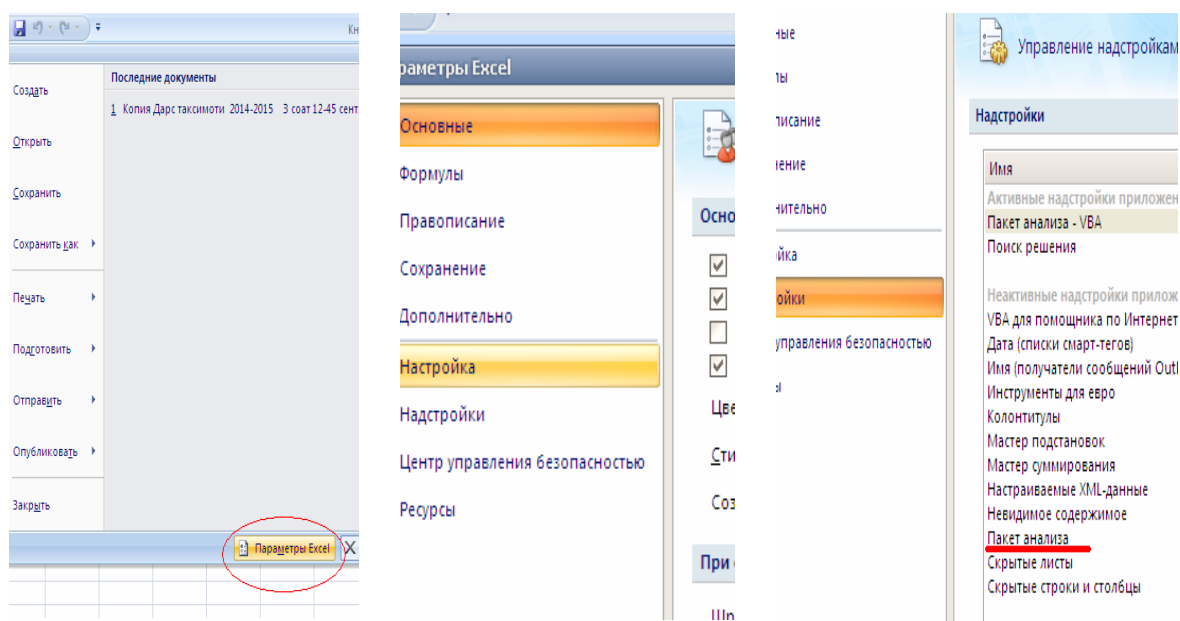 Кн
Последние документы
1 Копия Дарс таксимоти 2014-2015 3 соат 12-45 сент
Создать
Открыть
Сохранить
Сохранить как
Печать
Подготовить
Отправить
Опубликовать
Закрыть
Параметры Excel
раметры Excel
Основные
Формулы
Правописание
Сохранение
Дополнительно
Настройка
Надстройки
Центр управления безопасностью
Ресурсы
Осно
Цве
Сти
Соз
При
Шр
ные
лы
писание
нение
нительно
йка
ойки
управления безопасностью
ы
Управление надстройкам
Надстройки
Имя
Активные надстройки приложен
Пакет анализа - VBA
Поиск решения
Неактивные надстройки прилож
VBA для помощника по Интернет
Дата (списки смарт-тегов)
Имя (получатели сообщений Outl
Инструменты для евро
Колонтитулы
Мастер подстановок
Мастер суммирования
Настраиваемые XML-данные
Невидимое содержимое
Пакет анализа
Скрытые листы
Скрытые строки и столбцы